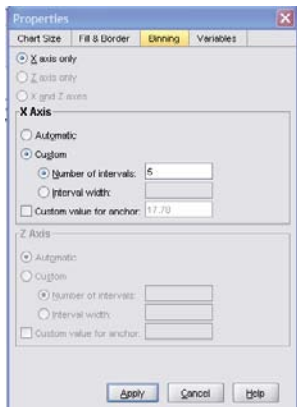 Properties
Chart Size Fill & Border Binning Variables
X axis only
Z axis only
X and Z axes
X Axis
Automatic
Custom
Number of intervals: 5
Interval width:
Custom value for anchor: 17.78
Z Axis
Automatic
Custom
Number of intervals:
Interval width:
Custom value for anchor:
Apply Cancel Help